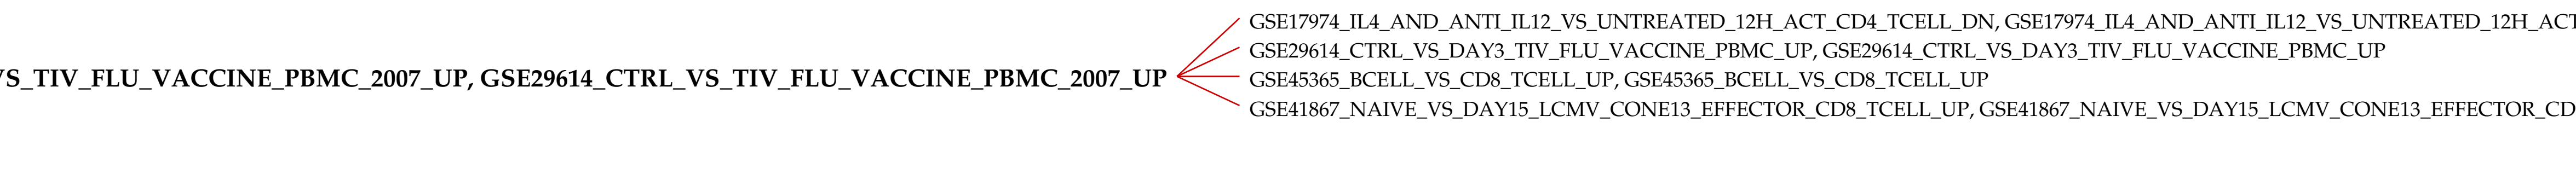 GSE17974_IL4_AND_ANTI_IL12_VS_UNTREATED_12H_ACT_CD4_TCELL_DN, GSE17974_IL4_AND_ANTI_IL12_VS_UNTREATED_12H_ACT
GSE29614_CTRL_VS_DAY3_TIV_FLU_VACCINE_PBMC_UP, GSE29614_CTRL_VS_DAY3_TIV_FLU_VACCINE_PBMC_UP
VS_TIV_FLU_VACCINE_PBMC_2007_UP, GSE29614_CTRL_VS_TIV_FLU_VACCINE_PBMC_2007_UP
GSE45365_BCELL_VS_CD8_TCELL_UP, GSE45365_BCELL_VS_CD8_TCELL_UP
GSE41867_NAIVE_VS_DAY15_LCMV_CONE13_EFFECTOR_CD8_TCELL_UP, GSE41867_NAIVE_VS_DAY15_LCMV_CONE13_EFFECTOR_CD